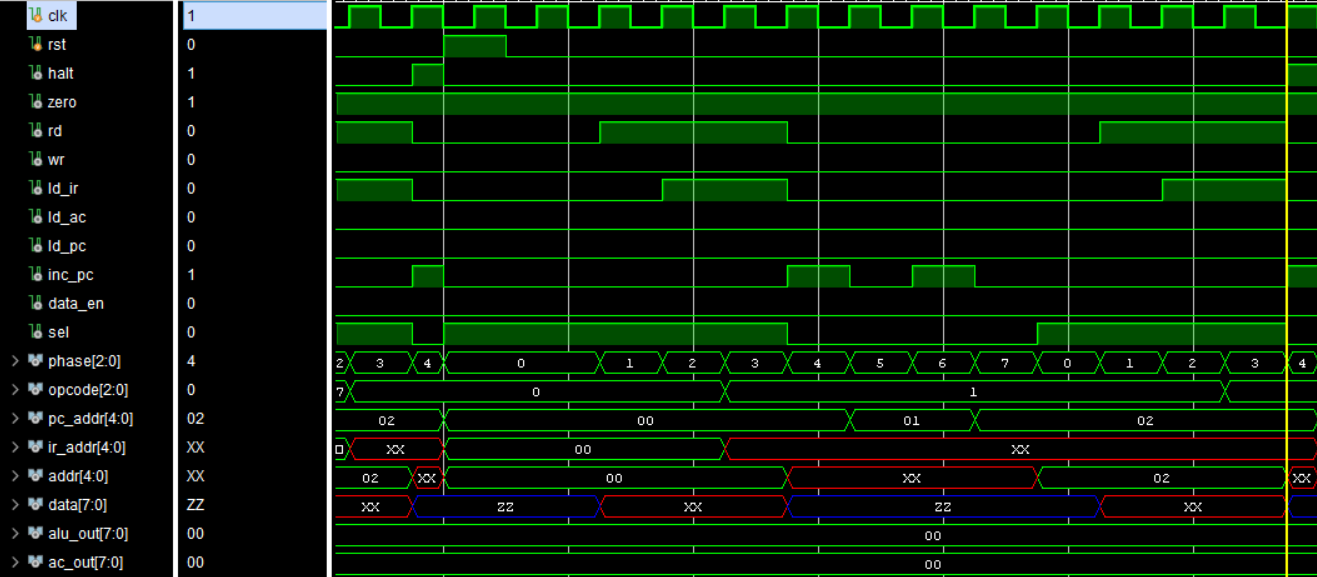 clk 1
rst 0
halt 1
zero 1
rd 0
wr 0
ld_ir 0
ld_ac 0
ld_pc 0
inc_pc 1
data_en 0
sel 0
phase[2:0] 4 2 3 4 0 1 2 3 4 5 6 7 0 1 2 3 4
opcode[2:0] 0 7 0 1
pc_addr[4:0] 02 02 00 01 02
ir_addr[4:0] XX XX 00 XX
addr[4:0] XX 02 XX 00 XX 02 XX
data[7:0] ZZ XX ZZ XX ZZ XX
alu_out[7:0] 00 00
ac_out[7:0] 00 00